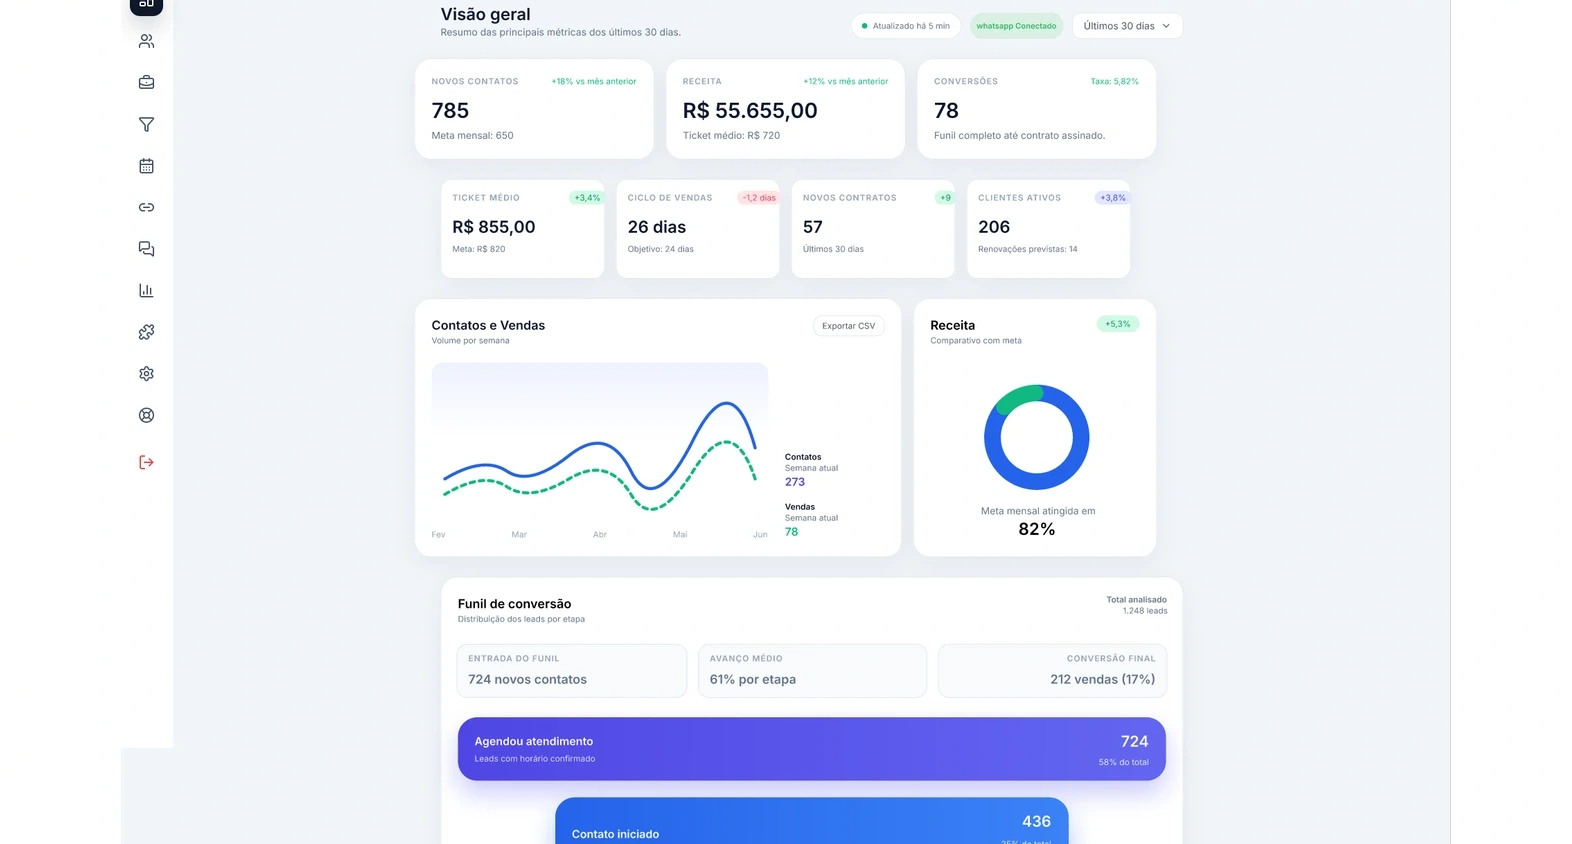 Visão geral
Resumo das principais métricas dos últimos 30 dias.
Atualizado há 5 min
whatsapp Conectado
Últimos 30 dias
NOVOS CONTATOS
+18% vs mês anterior
785
Meta mensal: 650
RECEITA
+12% vs mês anterior
R$ 55.655,00
Ticket médio: R$ 720
CONVERSÕES
Taxa: 5,82%
78
Funil completo até contrato assinado.
TICKET MÉDIO
+3,4%
R$ 855,00
Meta: R$ 820
CICLO DE VENDAS
-1,2 dias
26 dias
Objetivo: 24 dias
NOVOS CONTRATOS
+9
57
Últimos 30 dias
CLIENTES ATIVOS
+3,8%
206
Renovações previstas: 14
Contatos e Vendas
Volume por semana
Exportar CSV
Contatos
Semana atual
273
Vendas
Semana atual
78
Fev
Mar
Abr
Mai
Jun
Receita
Comparativo com meta
+5,3%
Meta mensal atingida em
82%
Funil de conversão
Distribuição dos leads por etapa
Total analisado
1.248 leads
ENTRADA DO FUNIL
724 novos contatos
AVANÇO MÉDIO
61% por etapa
CONVERSÃO FINAL
212 vendas (17%)
Agendou atendimento
Leads com horário confirmado
724
58% do total
Contato iniciado
436
35% do total